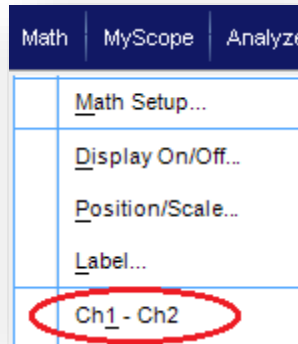 Math MyScope Analyze
Math Setup...
Display On/Off...
Position/Scale...
Label...
Ch1 - Ch2